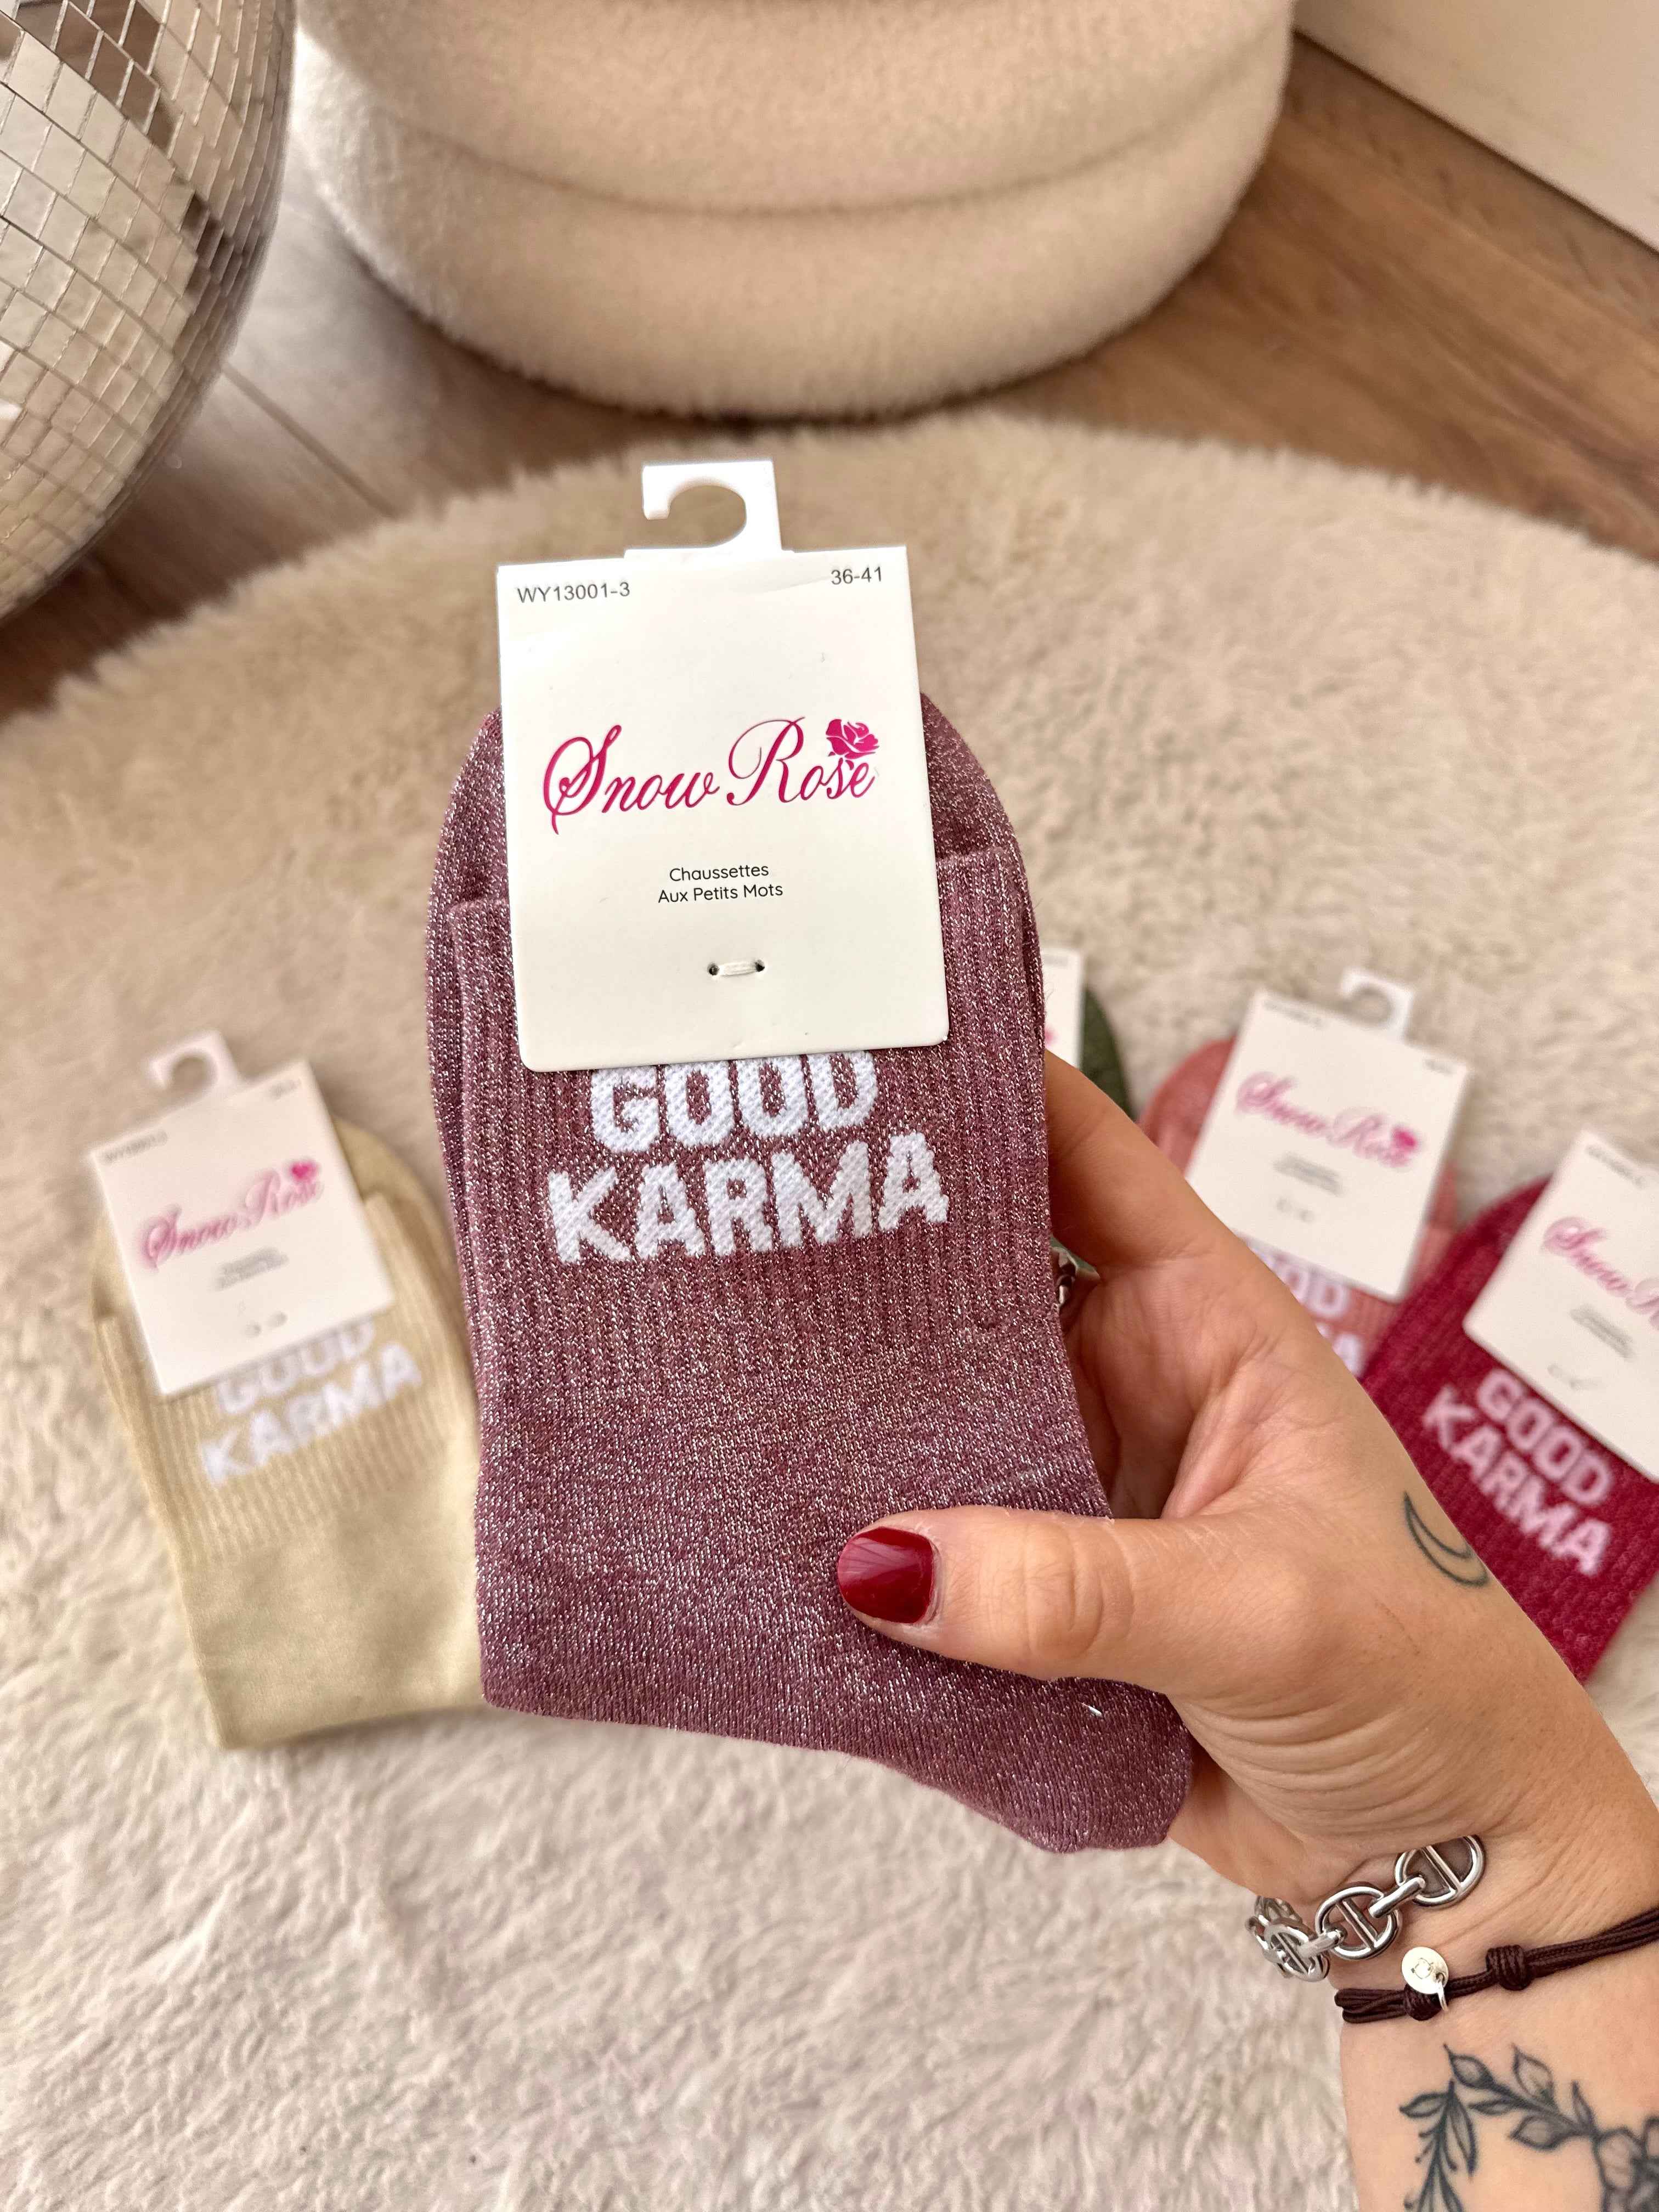 WY13001-3 36-41
Snow Rose
Chaussettes
Aux Petits Mots
GOOD
KARMA
Snow Rose
GOOD
KARMA
Snow Rose
GOOD
KARMA